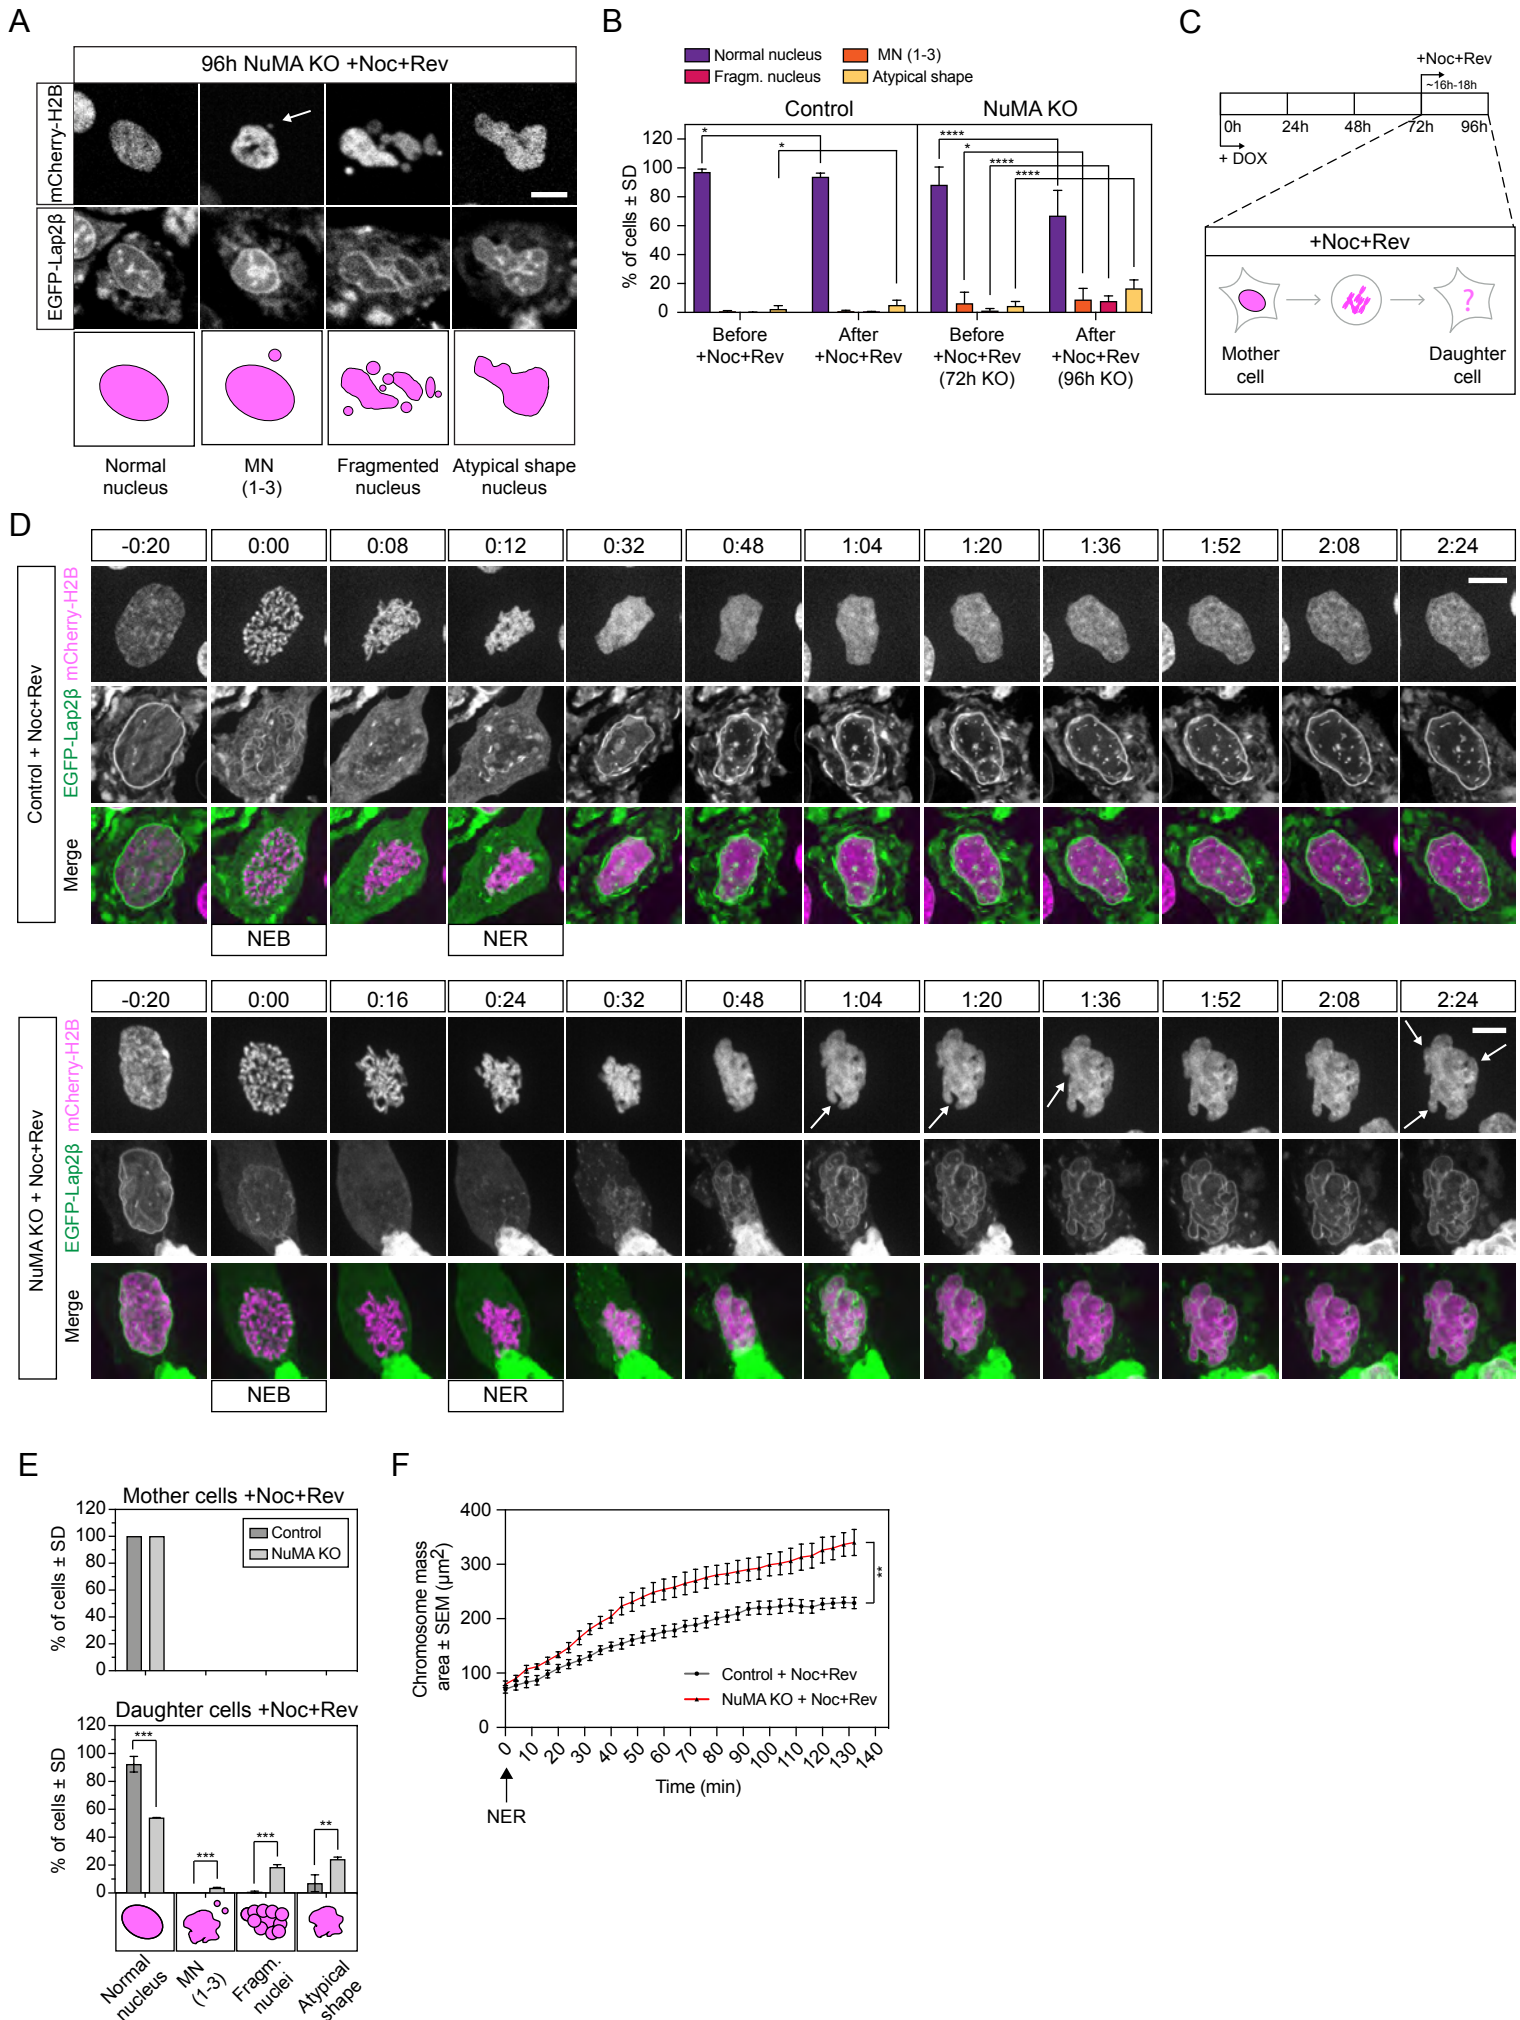 A
96h NuMA KO +Noc+Rev
mCherry-H2B
EGFP-Lap2β
Normal nucleus
MN (1-3)
Fragmented nucleus
Atypical shape nucleus
B
Normal nucleus
MN (1-3)
Fragm. nucleus
Atypical shape
Control
NuMA KO
% of cells ± SD
120
100
80
60
40
20
0
*
*
****
*
****
****
Before +Noc+Rev
After +Noc+Rev
Before +Noc+Rev (72h KO)
After +Noc+Rev (96h KO)
C
+Noc+Rev
~16h-18h
0h 24h 48h 72h 96h
+ DOX
+Noc+Rev
?
Mother cell
Daughter cell
D
-0:20 0:00 0:08 0:12 0:32 0:48 1:04 1:20 1:36 1:52 2:08 2:24
Control + Noc+Rev
mCherry-H2B
EGFP-Lap2β
Merge
NEB
NER
-0:20 0:00 0:16 0:24 0:32 0:48 1:04 1:20 1:36 1:52 2:08 2:24
NuMA KO + Noc+Rev
mCherry-H2B
EGFP-Lap2β
Merge
NEB
NER
E
Mother cells +Noc+Rev
% of cells ± SD
120
100
80
60
40
20
0
Control
NuMA KO
Daughter cells +Noc+Rev
% of cells ± SD
120
100
80
60
40
20
0
***
***
***
**
Normal nucleus
MN (1-3)
Fragm. nuclei
Atypical shape
F
Chromosome mass area ± SEM (µm2)
400
300
200
100
0
**
Control + Noc+Rev
NuMA KO + Noc+Rev
0 10 20 30 40 50 60 70 80 90 100 110 120 130 140
Time (min)
NER